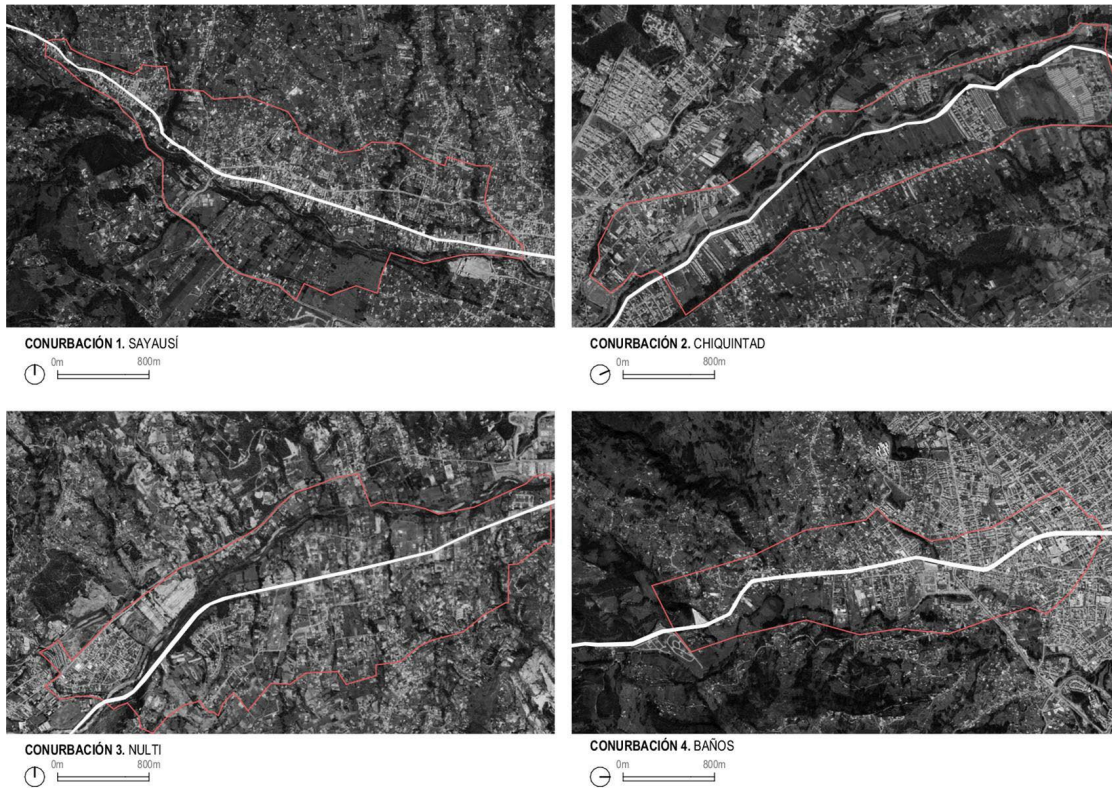 CONURBACIÓN 1. SAYAUSÍ
0m 800m
CONURBACIÓN 2. CHIQUINTAD
0m 800m
CONURBACIÓN 3. NULTI
0m 800m
CONURBACIÓN 4. BAÑOS
0m 800m